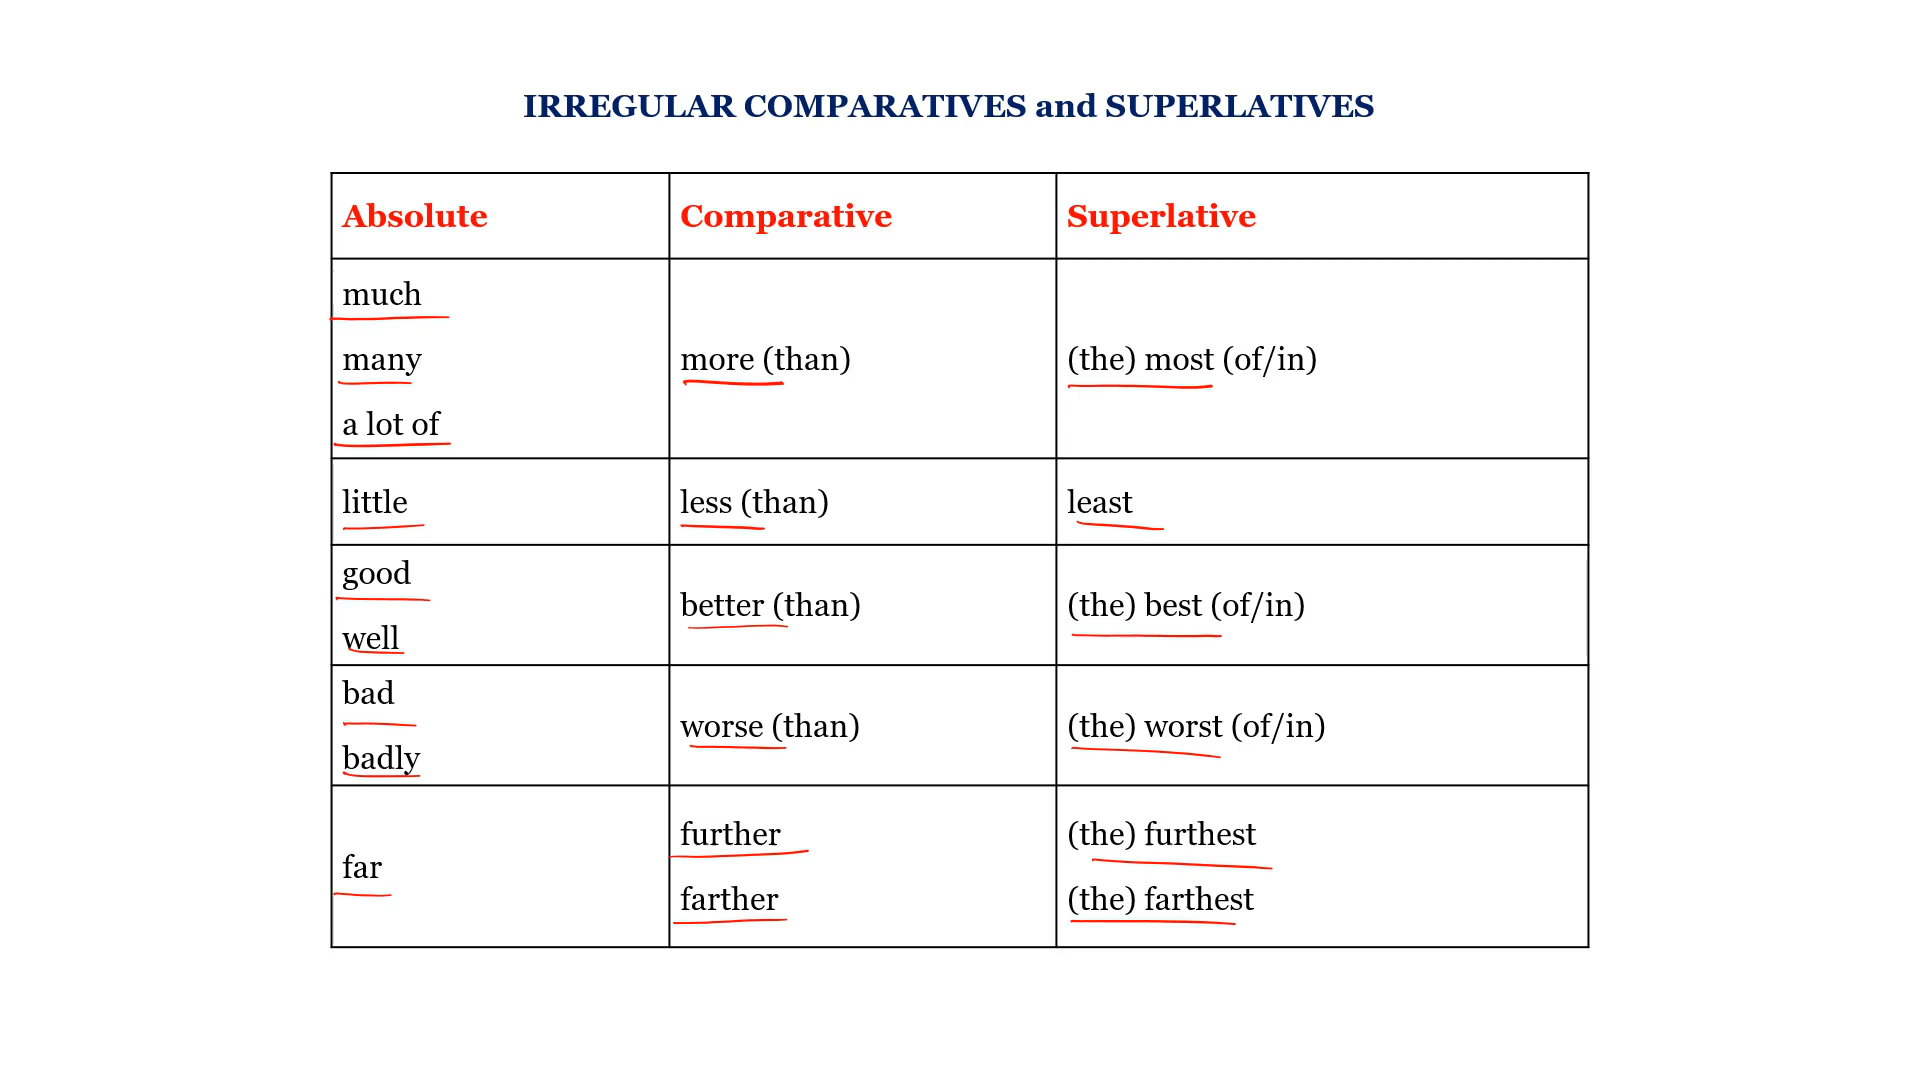 IRREGULAR COMPARATIVES and SUPERLATIVES
Absolute Comparative Superlative
much
many more (than) (the) most (of/in)
a lot of
little less (than) least
good
better (than) (the) best (of/in)
well
bad
worse (than) (the) worst (of/in)
badly
further (the) furthest
far
farther (the) farthest